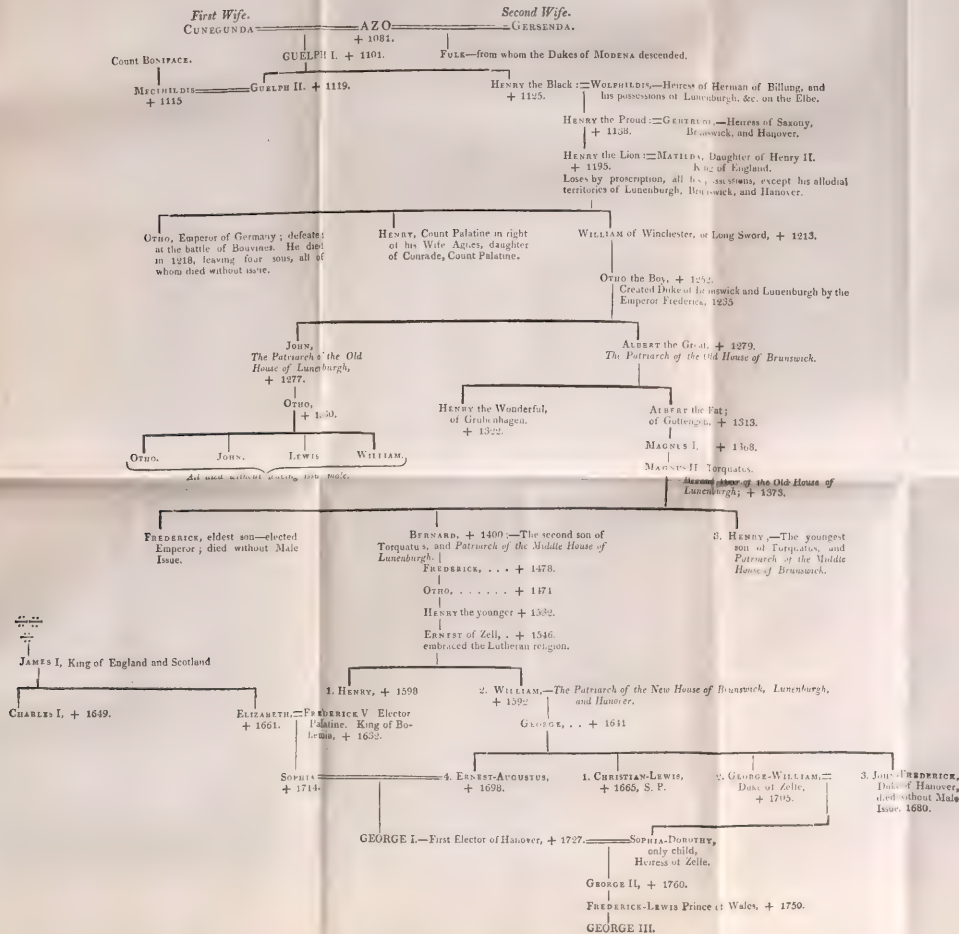 First Wife.
Second Wife.
CUNEGUNDA
AZO
GERSENDA.
+ 1081.
GUELPH I. + 1101.
FULK—from whom the Dukes of MODENA descended.
Count BONIFACE.
MECHILDIS
+ 1115
GUELPH II. + 1119.
HENRY the Black := WOLPHILDIS,—Heiress of Herman of Billung, and
+ 1125.
his possessions of Lunenburgh, &c. on the Elbe.
HENRY the Proud := GERTRUDE,—Heiress of Saxony,
+ 1138.
Brunswick, and Hanover.
HENRY the Lion := MATILDA, Daughter of Henry II.
+ 1195.
King of England.
Loses by proscription, all his possessions, except his allodial
territories of Lunenburgh, Brunswick, and Hanover.
OTHO, Emperor of Germany; defeated
at the battle of Bouvines. He died
in 1218, leaving four sons, all of
whom died without issue.
HENRY, Count Palatine in right
of his Wife Agnes, daughter
of Conrade, Count Palatine.
WILLIAM of Winchester, or Long Sword, + 1213.
OTHO the Boy, + 1252.
Created Duke of Brunswick and Lunenburgh by the
Emperor Frederick, 1235
JOHN,
The Patriarch of the Old
House of Lunenburgh,
+ 1277.
ALBERT the Great, + 1279.
The Patriarch of the Old House of Brunswick.
OTHO,
+
HENRY the Wonderful,
of Grubenhagen.
+ 1322.
ALBERT the Fat;
of Gottengen, + 1313.
OTHO.
JOHN.
LEWIS
WILLIAM.
All died without issue male.
MAGNUS I, + 1368.
MAGNUS II Torquatus.
of the Old House of
Lunenburgh; + 1373.
FREDERICK, eldest son—elected
Emperor; died without Male
Issue.
BERNARD, + 1400;—The second son of
Torquatus, and Patriarch of the Middle House of
Lunenburgh.
3. HENRY,—The youngest
son of Torquatus, and
Patriarch of the Middle
House of Brunswick.
FREDERICK, . . . + 1478.
OTHO, . . . . . . + 1471
HENRY the younger + 1532.
ERNEST of Zell, . + 1546.
embraced the Lutheran religion.
JAMES I, King of England and Scotland
1. HENRY, + 1598
2. WILLIAM,—The Patriarch of the New House of Brunswick, Lunenburgh,
+ 1592
and Hanover.
CHARLES I, + 1649.
ELIZABETH,=FREDERICK V Elector
+ 1661.
Palatine. King of Bo-
hemia, + 1632.
GEORGE, . . + 1641
SOPHIA
+ 1714.
4. ERNEST-AUGUSTUS,
+ 1698.
1. CHRISTIAN-LEWIS,
+ 1665, S. P.
2. GEORGE-WILLIAM,=
Duke of Zelle,
+ 1705.
3. JOHN-FREDERICK,
Duke of Hanover,
died without Male
Issue. 1680.
GEORGE I.—First Elector of Hanover, + 1727.
SOPHIA-DOROTHY,
only child,
Heiress of Zelle.
GEORGE II, + 1760.
FREDERICK-LEWIS Prince of Wales, + 1750.
GEORGE III.